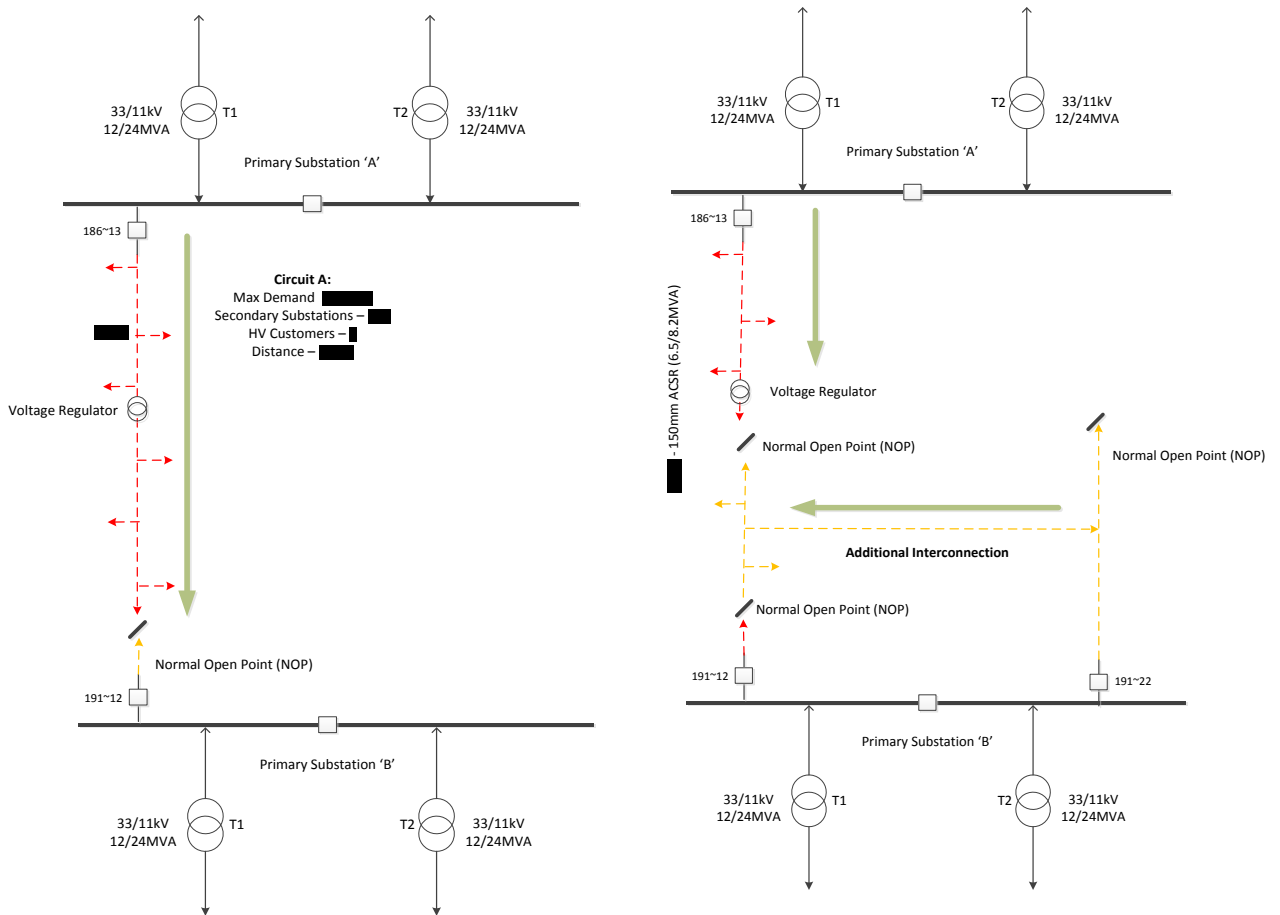 33/11kV
12/24MVA
T1
T2
33/11kV
12/24MVA
Primary Substation ‘A’
186~13
Circuit A:
Max Demand
Secondary Substations –
HV Customers –
Distance –
Voltage Regulator
Normal Open Point (NOP)
191~12
Primary Substation ‘B’
33/11kV
12/24MVA
T1
T2
33/11kV
12/24MVA
33/11kV
12/24MVA
T1
T2
33/11kV
12/24MVA
Primary Substation ‘A’
186~13
- 150mm ACSR (6.5/8.2MVA)
Voltage Regulator
Normal Open Point (NOP)
Normal Open Point (NOP)
Additional Interconnection
Normal Open Point (NOP)
191~12
191~22
Primary Substation ‘B’
33/11kV
12/24MVA
T1
T2
33/11kV
12/24MVA